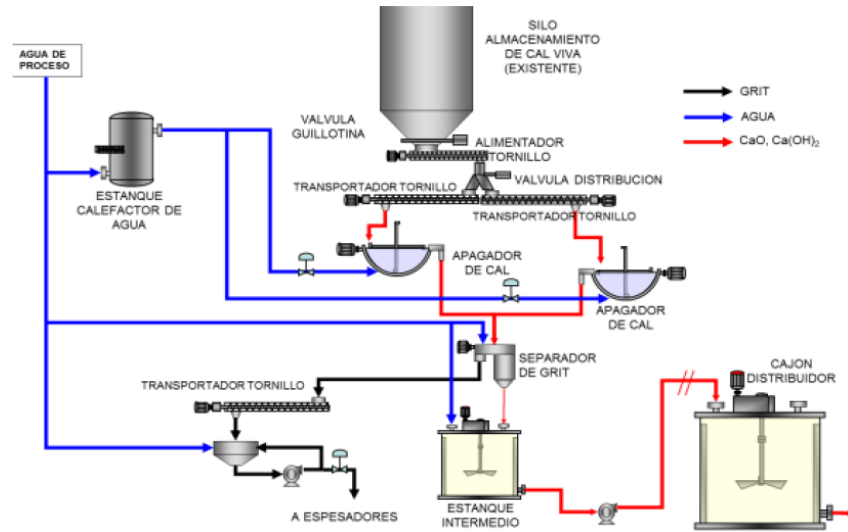 SILO
ALMACENAMIENTO
DE CAL VIVA
(EXISTENTE)
AGUA DE
PROCESO
GRIT
AGUA
CaO, Ca(OH)₂
VALVULA
GUILLOTINA
ALIMENTADOR
TORNILLO
VALVULA DISTRIBUCION
TRANSPORTADOR TORNILLO
TRANSPORTADOR TORNILLO
ESTANQUE
CALEFACTOR DE
AGUA
APAGADOR
DE CAL
APAGADOR
DE CAL
SEPARADOR
DE GRIT
CAJON
DISTRIBUIDOR
TRANSPORTADOR TORNILLO
ESTANQUE
INTERMEDIO
A ESPESADORES